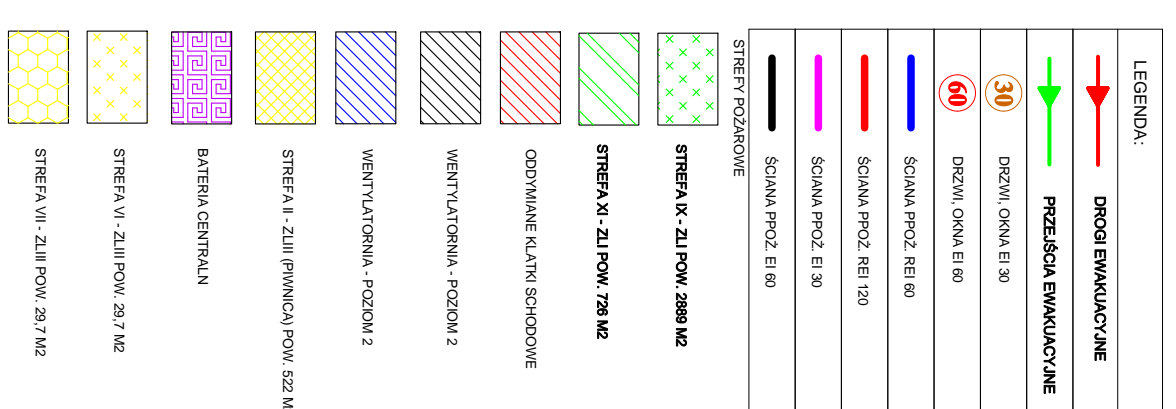 LEGENDA:
DROGI EWAKUACYJNE
PRZEJŚCIA EWAKUACYJNE
30 DRZWI, OKNA EI 30
60 DRZWI, OKNA EI 60
ŚCIANA PPOŻ. REI 60
ŚCIANA PPOŻ. REI 120
ŚCIANA PPOŻ. EI 30
ŚCIANA PPOŻ. EI 60
STREFY POŻAROWE
STREFA IX - ZLI POW. 2889 M2
STREFA XI - ZLI POW. 726 M2
ODDYMIANE KLATKI SCHODOWE
WENTYLATORNIA - POZIOM 2
WENTYLATORNIA - POZIOM 2
STREFA II - ZLIII (PIWNICA) POW. 522 M
BATERIA CENTRALN
STREFA VI - ZLIII POW. 29,7 M2
STREFA VII - ZLIII POW. 29,7 M2